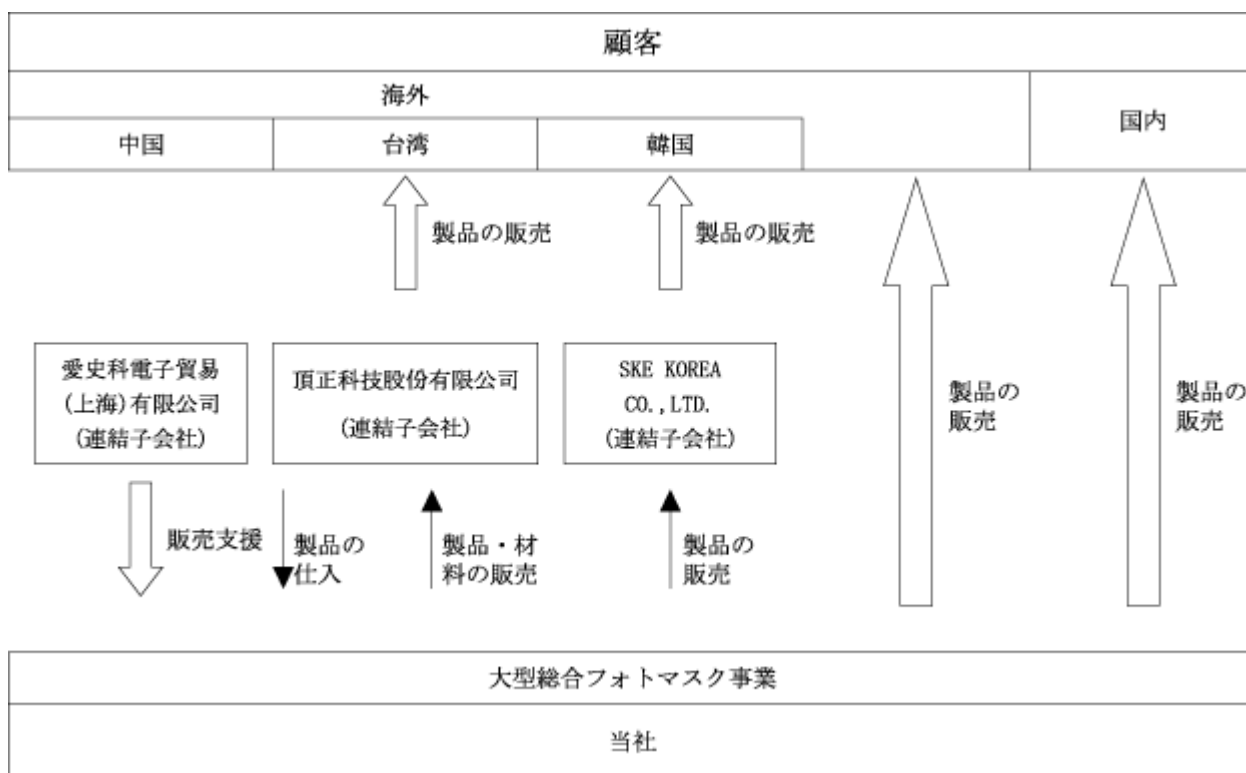 顧客
海外
国内
中国
台湾
韓国
製品の販売
製品の販売
愛史科電子貿易
(上海)有限公司
(連結子会社)
頂正科技股份有限公司
(連結子会社)
SKE KOREA
CO.,LTD.
(連結子会社)
製品の
販売
製品の
販売
販売支援
製品の
仕入
製品・材
料の販売
製品の
販売
大型総合フォトマスク事業
当社